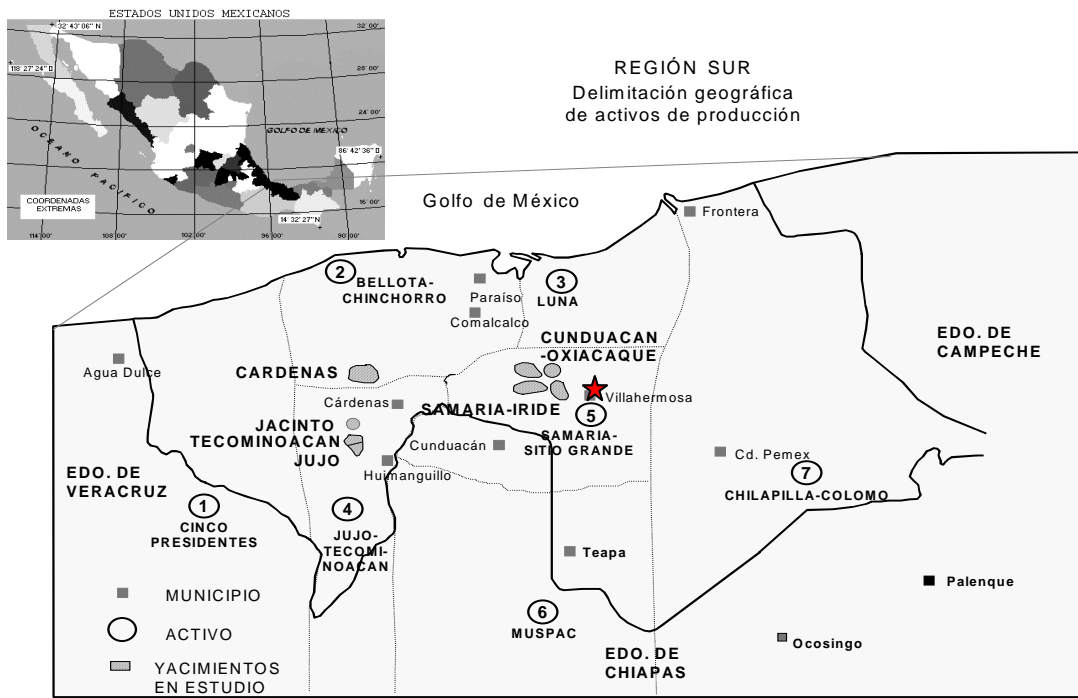 ESTADOS UNIDOS MEXICANOS
32' 43' 06" N
32 00'
118' 27' 24" O
28 00'
24 00'
GOLFO DE MEXICO
86' 42' 36" O
OCEANO PACIFICO
COORDENADAS
EXTREMAS
16 00'
14' 32' 27" N
114 00'
108 00'
102 00'
96 00'
90 00'
REGIÓN SUR
Delimitación geográfica
de activos de producción
Golfo de México
Frontera
2
BELLOTA-
CHINCHORRO
Paraíso
Comalcalco
3
LUNA
CUNDUACAN
-OXIACAQUE
EDO. DE
CAMPECHE
Agua Dulce
CARDENAS
Cárdenas
SAMARIA-IRIDE
Villahermosa
5
SAMARIA-
SITIO GRANDE
JACINTO
TECOMINOACAN
JUJO
Cunduacán
Huimanguillo
Cd. Pemex
7
CHILAPILLA-COLOMO
EDO. DE
VERACRUZ
1
CINCO
PRESIDENTES
4
JUJO-
TECOMI-
NOACAN
Teapa
Palenque
6
MUSPAC
Ocosingo
EDO. DE
CHIAPAS
MUNICIPIO
ACTIVO
YACIMIENTOS
EN ESTUDIO